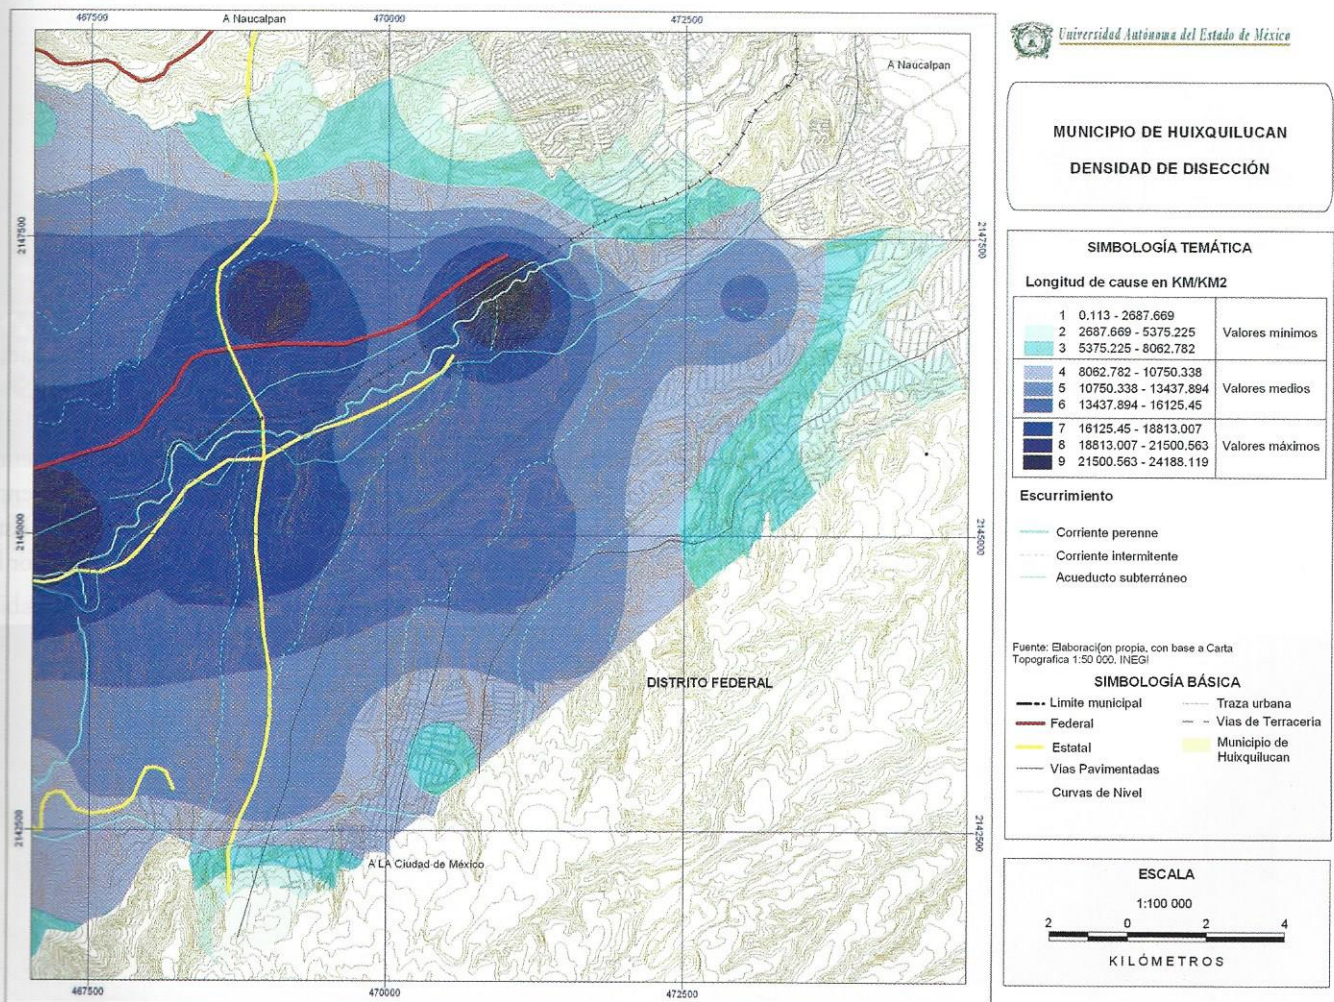 467500
A Naucalpan
470000
472500
A Naucalpan
2147500
2147500
2145000
2145000
DISTRITO FEDERAL
2142500
2142500
A LA Ciudad de México
467500
470000
472500
Universidad Autónoma del Estado de México
MUNICIPIO DE HUIXQUILUCAN
DENSIDAD DE DISECCIÓN
SIMBOLOGÍA TEMÁTICA
Longitud de cause en KM/KM2
1 0.113 - 2687.669
2 2687.669 - 5375.225
3 5375.225 - 8062.782
Valores mínimos
4 8062.782 - 10750.338
5 10750.338 - 13437.894
6 13437.894 - 16125.45
Valores medios
7 16125.45 - 18813.007
8 18813.007 - 21500.563
9 21500.563 - 24188.119
Valores máximos
Escurrimiento
Corriente perenne
Corriente intermitente
Acueducto subterráneo
Fuente: Elaboraci{on propia, con base a Carta
Topografica 1:50 000. INEGI
SIMBOLOGÍA BÁSICA
Limite municipal
Federal
Estatal
Vias Pavimentadas
Curvas de Nivel
Traza urbana
Vias de Terraceria
Municipio de
Huixquilucan
ESCALA
1:100 000
2 0 2 4
KILÓMETROS